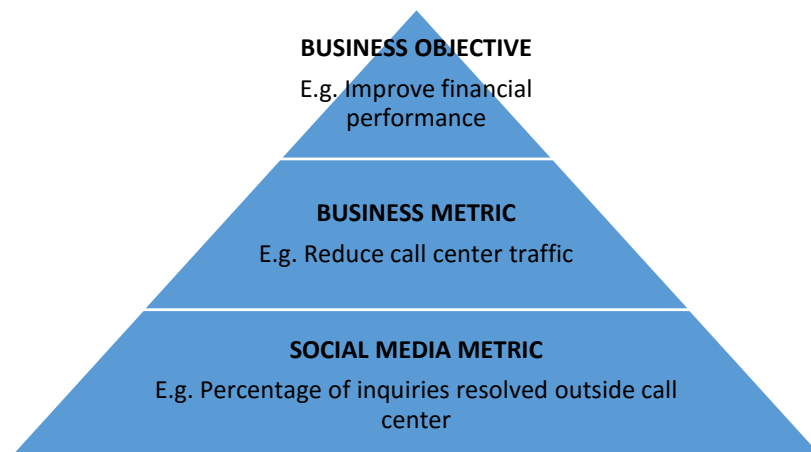 BUSINESS OBJECTIVE
E.g. Improve financial
performance
BUSINESS METRIC
E.g. Reduce call center traffic
SOCIAL MEDIA METRIC
E.g. Percentage of inquiries resolved outside call
center